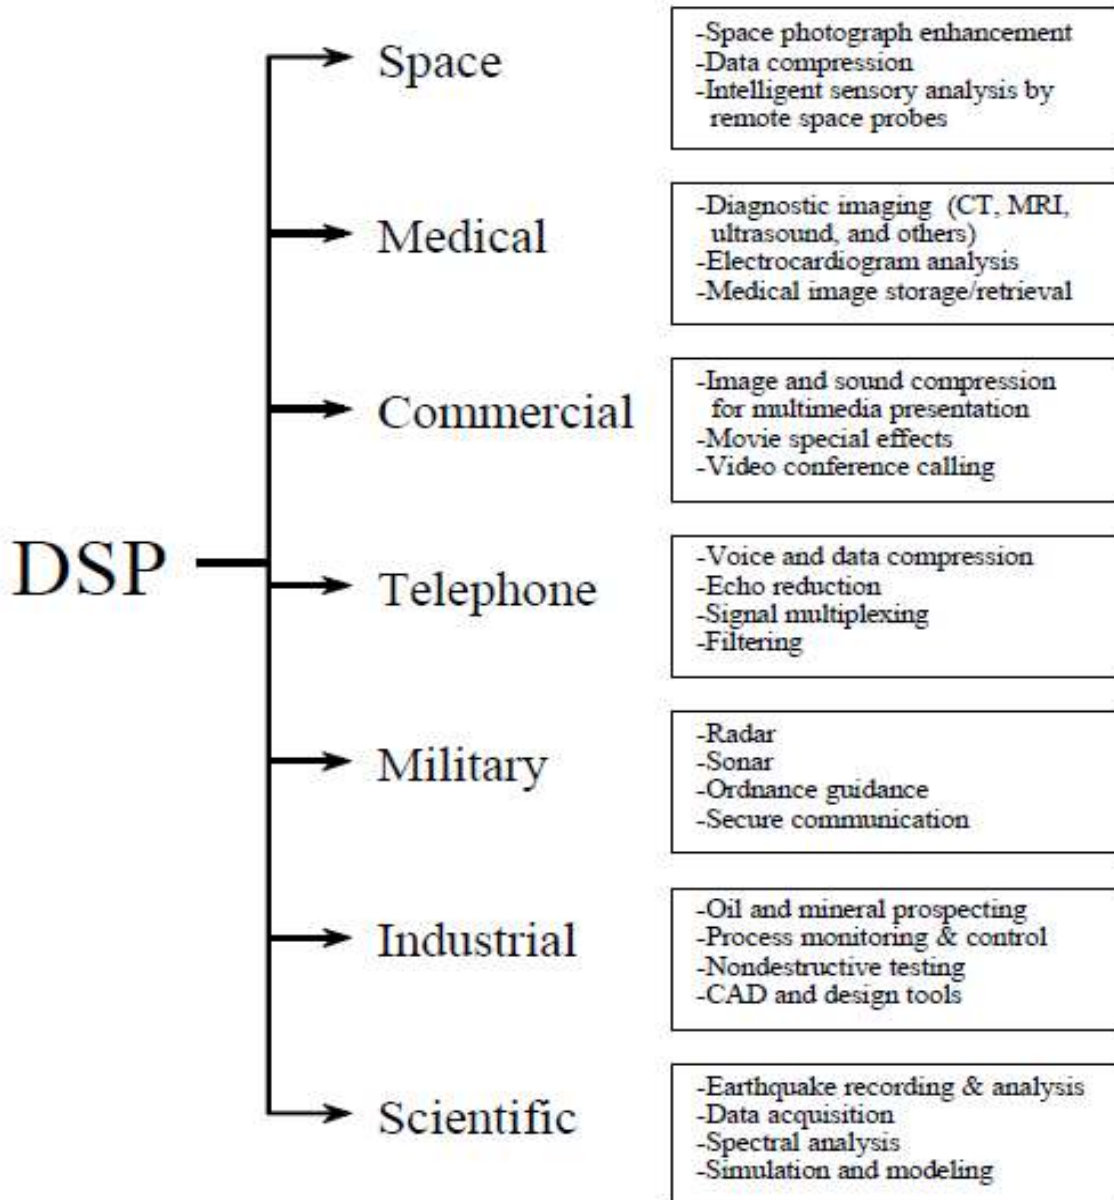 DSP
Space
-Space photograph enhancement
-Data compression
-Intelligent sensory analysis by
remote space probes
Medical
-Diagnostic imaging (CT, MRI,
ultrasound, and others)
-Electrocardiogram analysis
-Medical image storage/retrieval
Commercial
-Image and sound compression
for multimedia presentation
-Movie special effects
-Video conference calling
Telephone
-Voice and data compression
-Echo reduction
-Signal multiplexing
-Filtering
Military
-Radar
-Sonar
-Ordnance guidance
-Secure communication
Industrial
-Oil and mineral prospecting
-Process monitoring & control
-Nondestructive testing
-CAD and design tools
Scientific
-Earthquake recording & analysis
-Data acquisition
-Spectral analysis
-Simulation and modeling